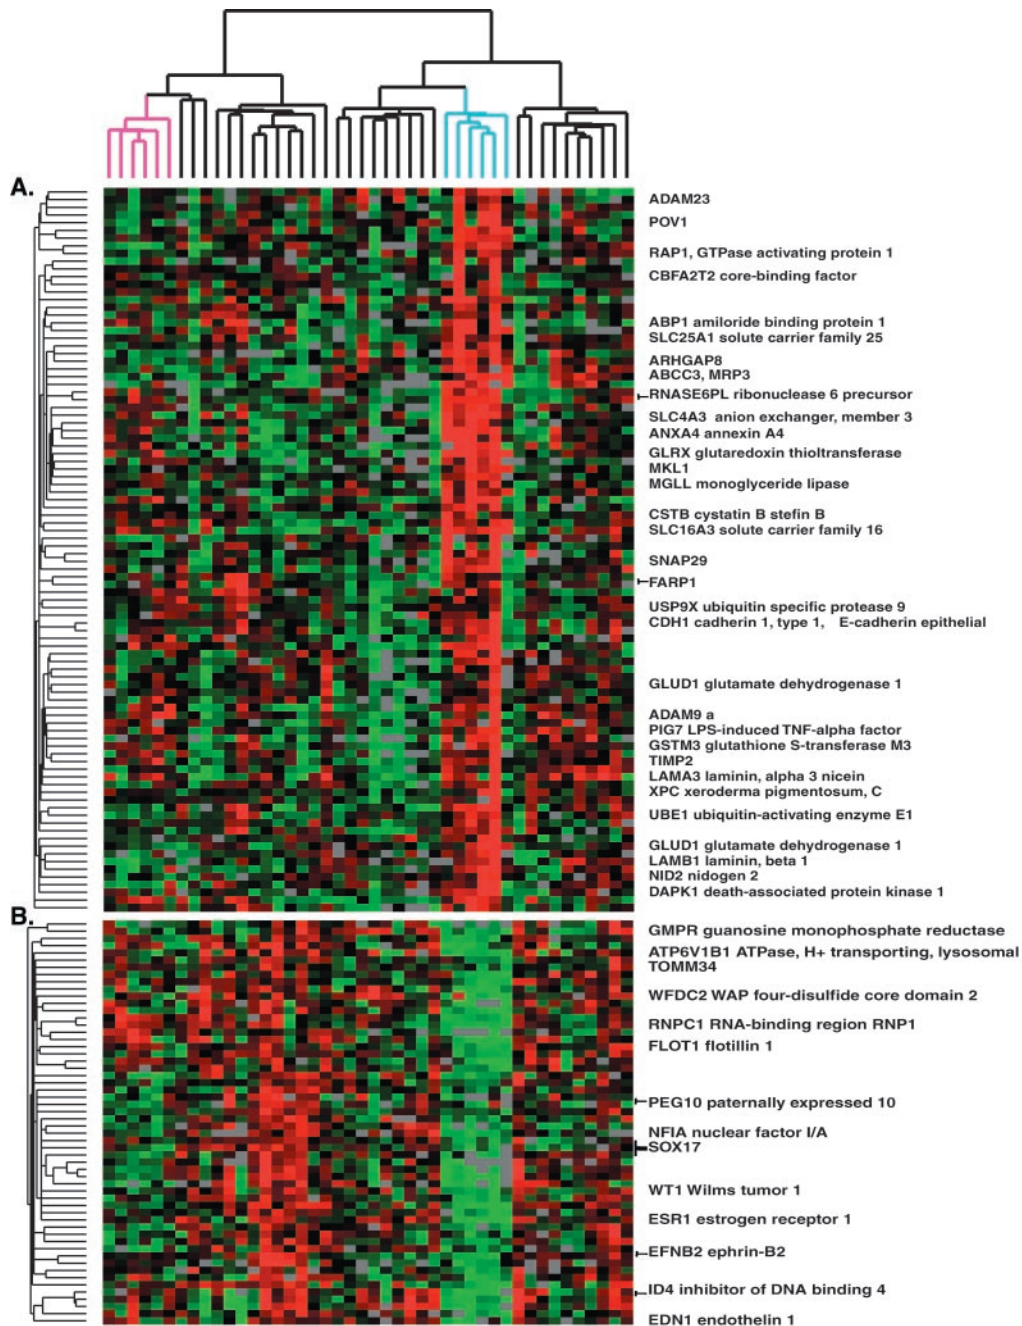 A.
ADAM23
POV1
RAP1, GTPase activating protein 1
CBFA2T2 core-binding factor
ABP1 amiloride binding protein 1
SLC25A1 solute carrier family 25
ARHGAP8
ABCC3, MRP3
RNASE6PL ribonuclease 6 precursor
SLC4A3 anion exchanger, member 3
ANXA4 annexin A4
GLRX glutaredoxin thioltransferase
MKL1
MGLL monoglyceride lipase
CSTB cystatin B stefin B
SLC16A3 solute carrier family 16
SNAP29
FARP1
USP9X ubiquitin specific protease 9
CDH1 cadherin 1, type 1, E-cadherin epithelial
GLUD1 glutamate dehydrogenase 1
ADAM9 a
PIG7 LPS-induced TNF-alpha factor
GSTM3 glutathione S-transferase M3
TIMP2
LAMA3 laminin, alpha 3 nicein
XPC xeroderma pigmentosum, C
UBE1 ubiquitin-activating enzyme E1
GLUD1 glutamate dehydrogenase 1
LAMB1 laminin, beta 1
NID2 nidogen 2
DAPK1 death-associated protein kinase 1
B.
GMPR guanosine monophosphate reductase
ATP6V1B1 ATPase, H+ transporting, lysosomal
TOMM34
WFDC2 WAP four-disulfide core domain 2
RNPC1 RNA-binding region RNP1
FLOT1 flotillin 1
PEG10 paternally expressed 10
NFIA nuclear factor I/A
SOX17
WT1 Wilms tumor 1
ESR1 estrogen receptor 1
EFNB2 ephrin-B2
ID4 inhibitor of DNA binding 4
EDN1 endothelin 1